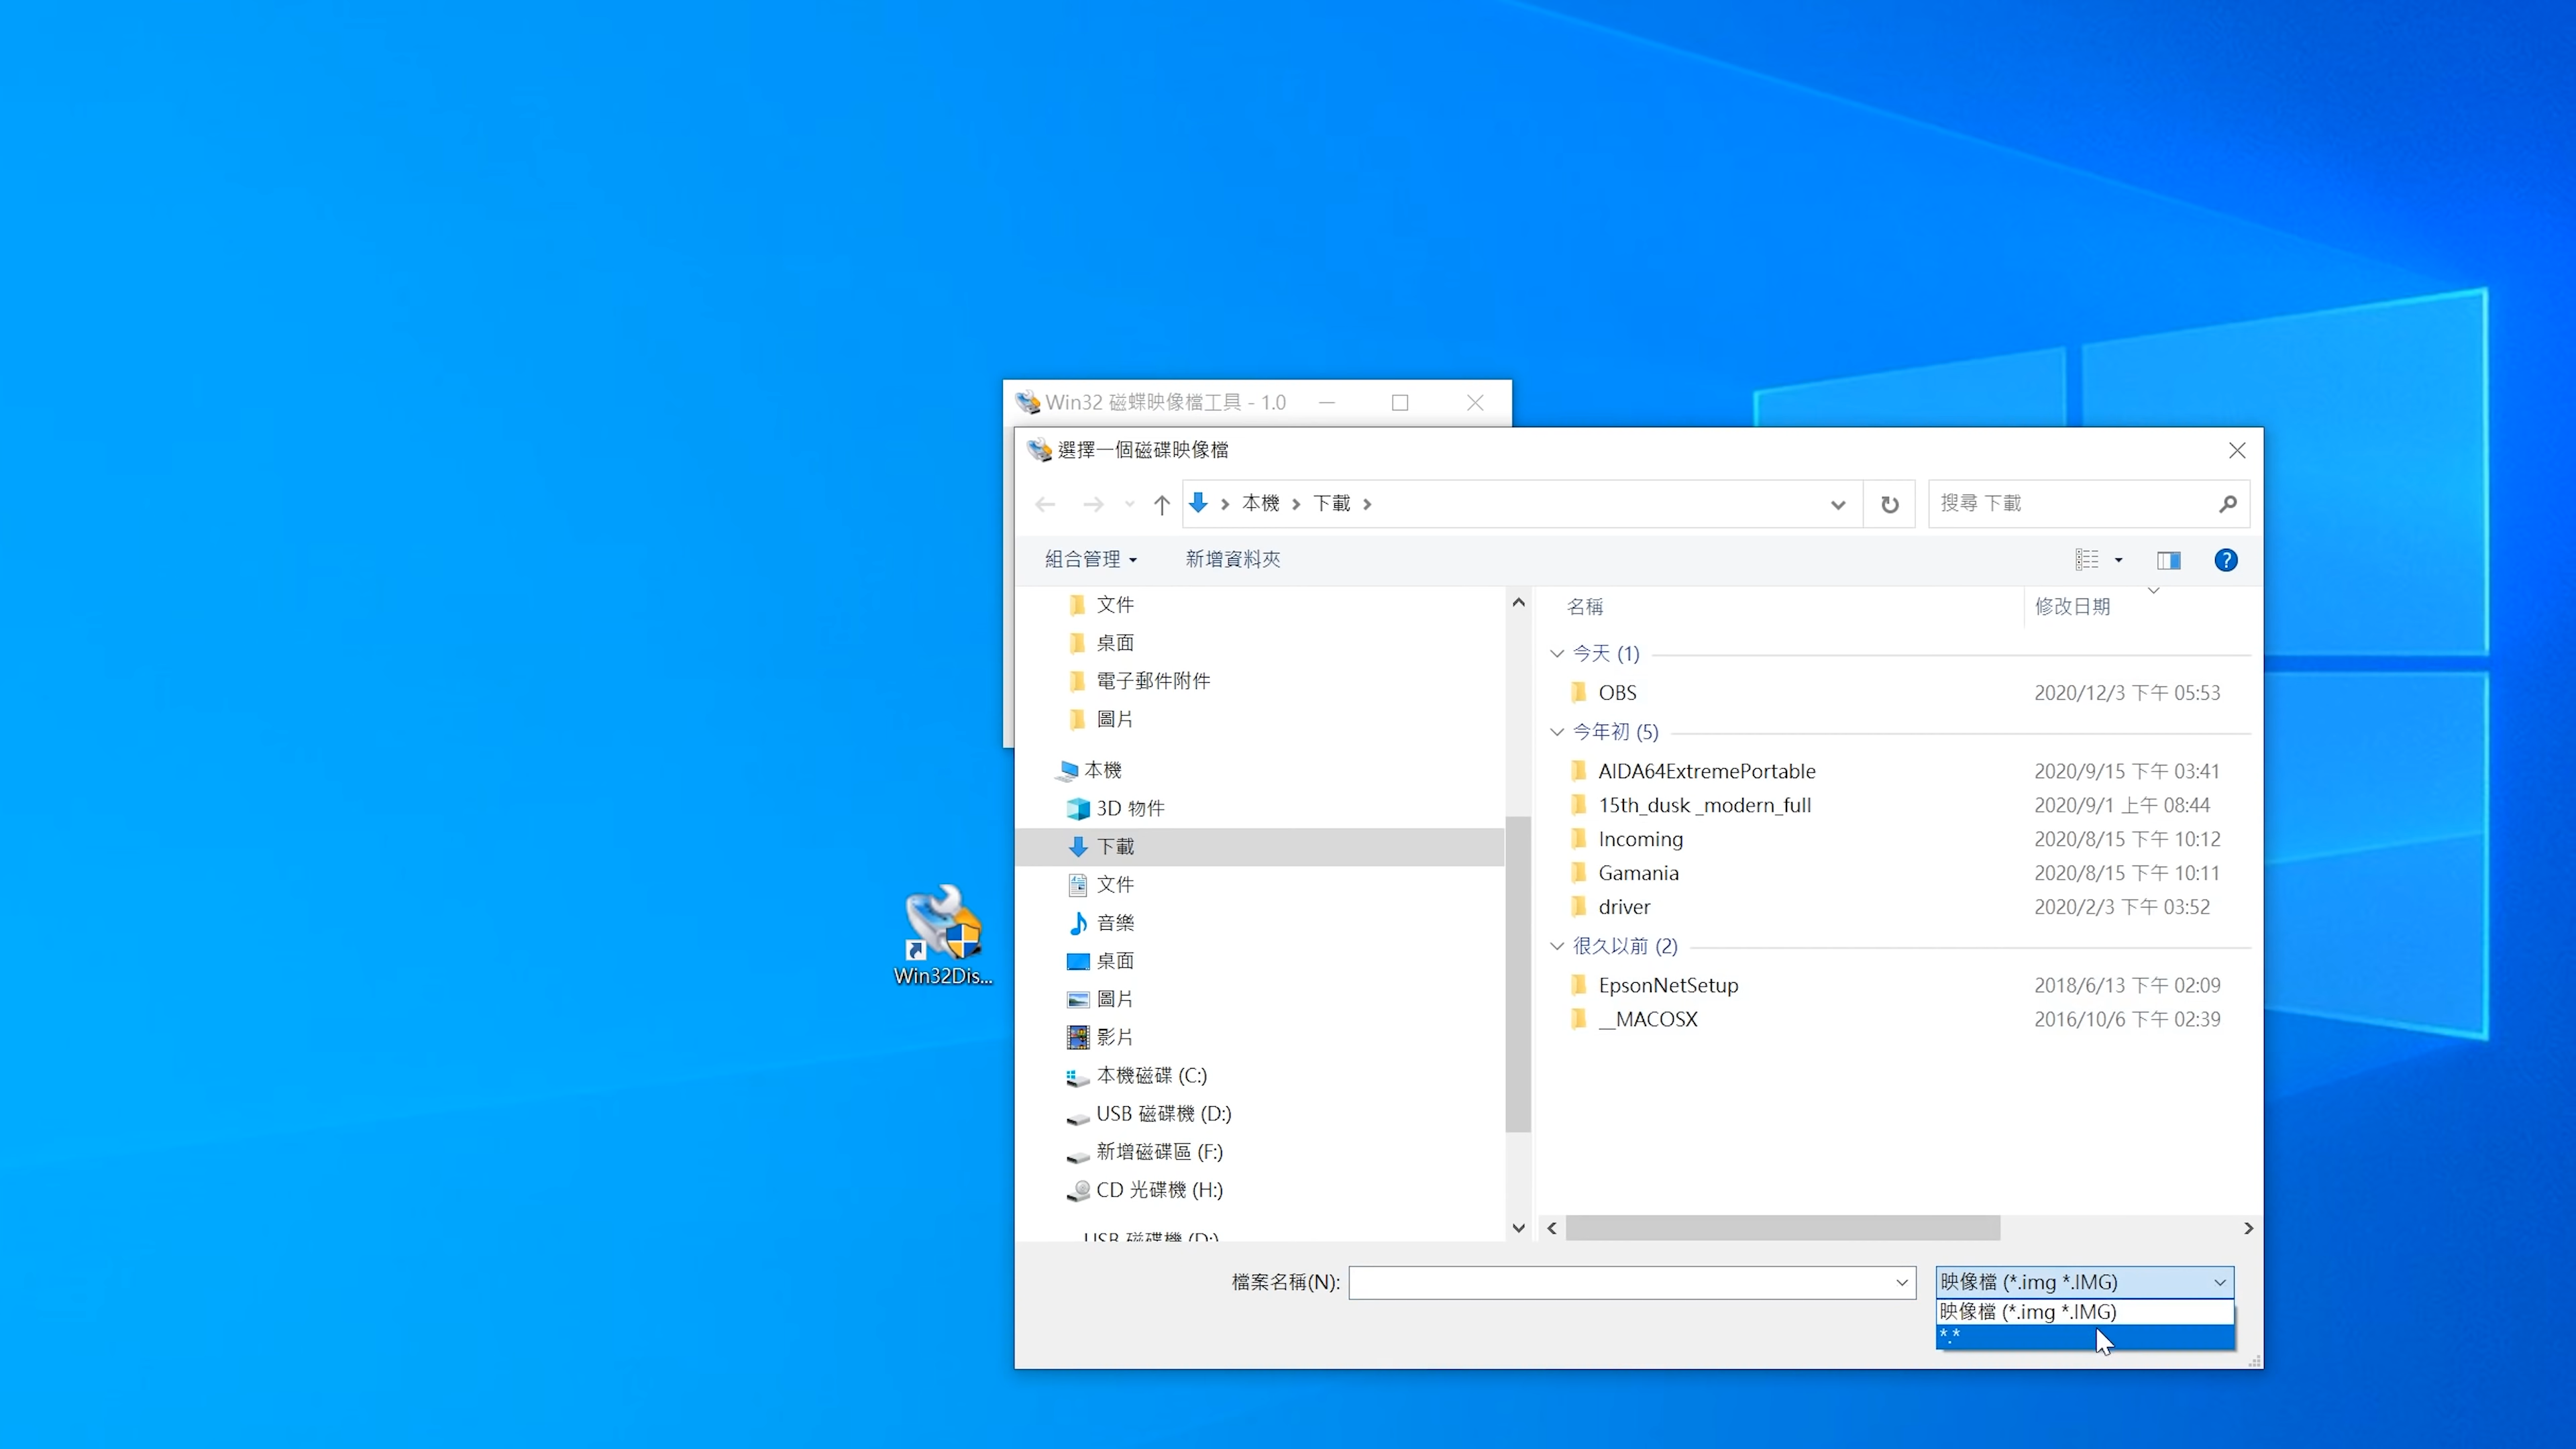 Win32 磁蝶映像檔工具 - 1.0
選擇一個磁碟映像檔
本機
下載
搜尋 下載
組合管理
新增資料夾
文件
桌面
電子郵件附件
圖片
本機
3D 物件
下載
文件
音樂
桌面
圖片
影片
本機磁碟 (C:)
USB 磁碟機 (D:)
新增磁碟區 (F:)
CD 光碟機 (H:)
USB 磁碟機 (D:)
名稱 修改日期
今天 (1)
OBS 2020/12/3 下午 05:53
今年初 (5)
AIDA64ExtremePortable 2020/9/15 下午 03:41
15th_dusk _modern_full 2020/9/1 上午 08:44
Incoming 2020/8/15 下午 10:12
Gamania 2020/8/15 下午 10:11
driver 2020/2/3 下午 03:52
很久以前 (2)
EpsonNetSetup 2018/6/13 下午 02:09
__MACOSX 2016/10/6 下午 02:39
檔案名稱(N):
映像檔 (*.img *.IMG)
映像檔 (*.img *.IMG)
*.*
Win32Dis...